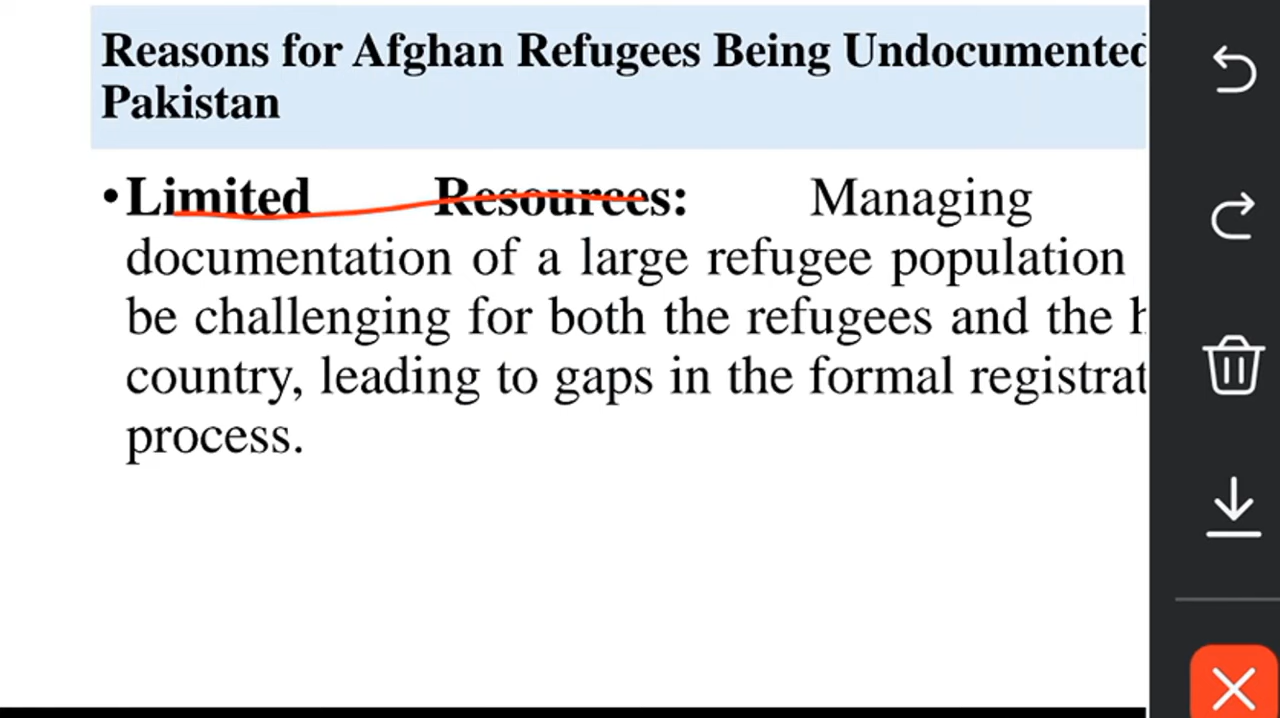 Reasons for Afghan Refugees Being Undocumented
Pakistan
•Limited Resources: Managing
documentation of a large refugee population
be challenging for both the refugees and the
country, leading to gaps in the formal
process.